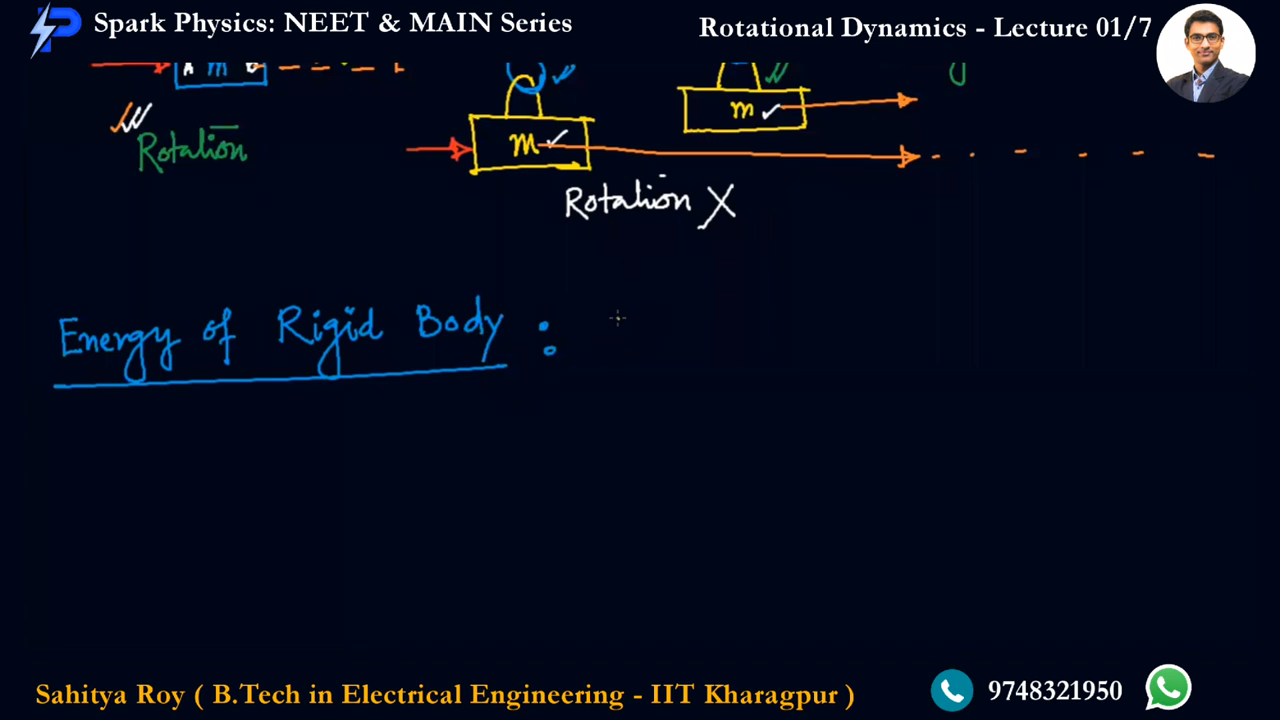 Spark Physics: NEET & MAIN Series
Rotational Dynamics - Lecture 01/7
A m
m
m
Rotation
Rotation X
Energy of Rigid Body :
Sahitya Roy ( B.Tech in Electrical Engineering - IIT Kharagpur )
9748321950